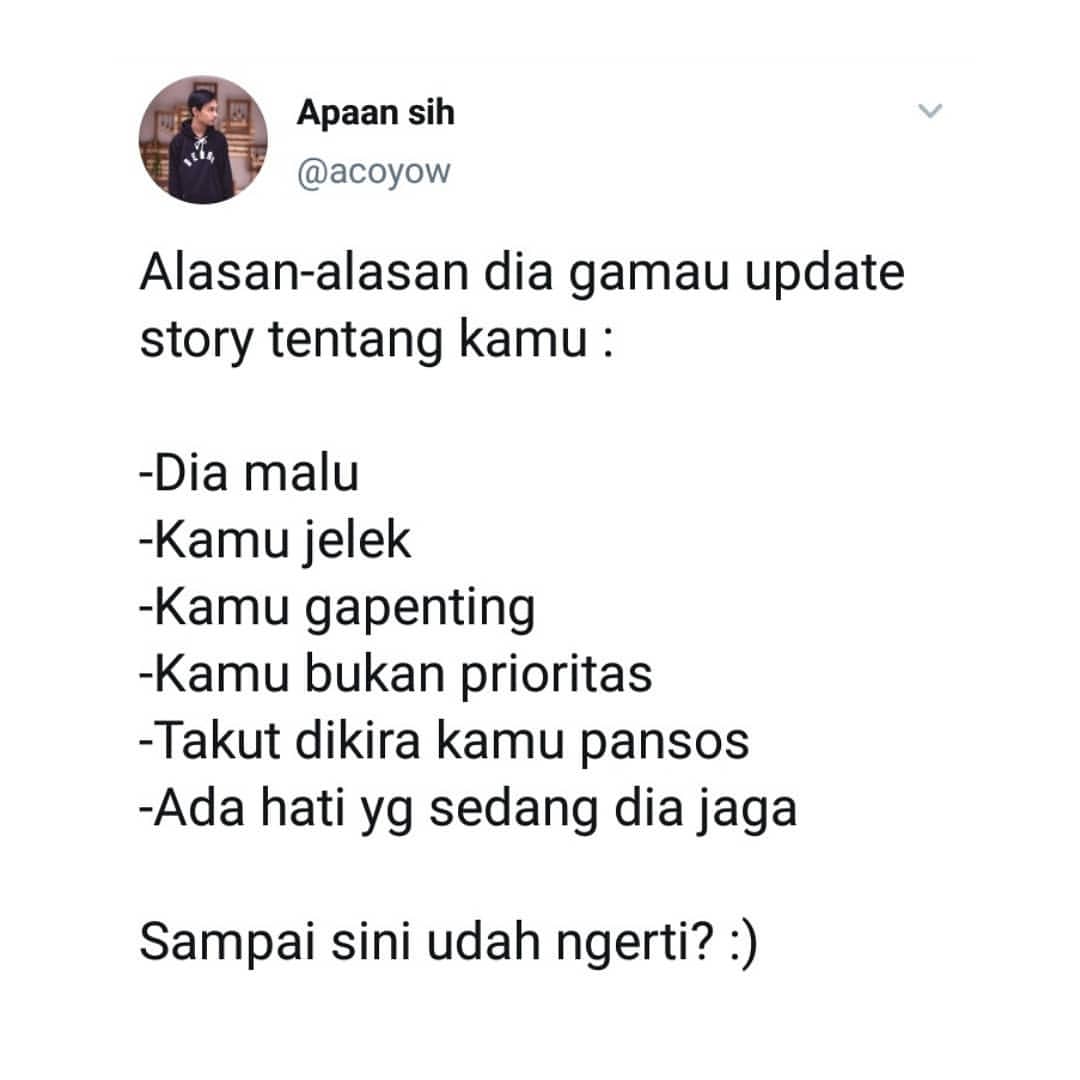 Apaan sih
@acoyow
Alasan-alasan dia gamau update
story tentang kamu :
-Dia malu
-Kamu jelek
-Kamu gapenting
-Kamu bukan prioritas
-Takut dikira kamu pansos
-Ada hati yg sedang dia jaga
Sampai sini udah ngerti? :)